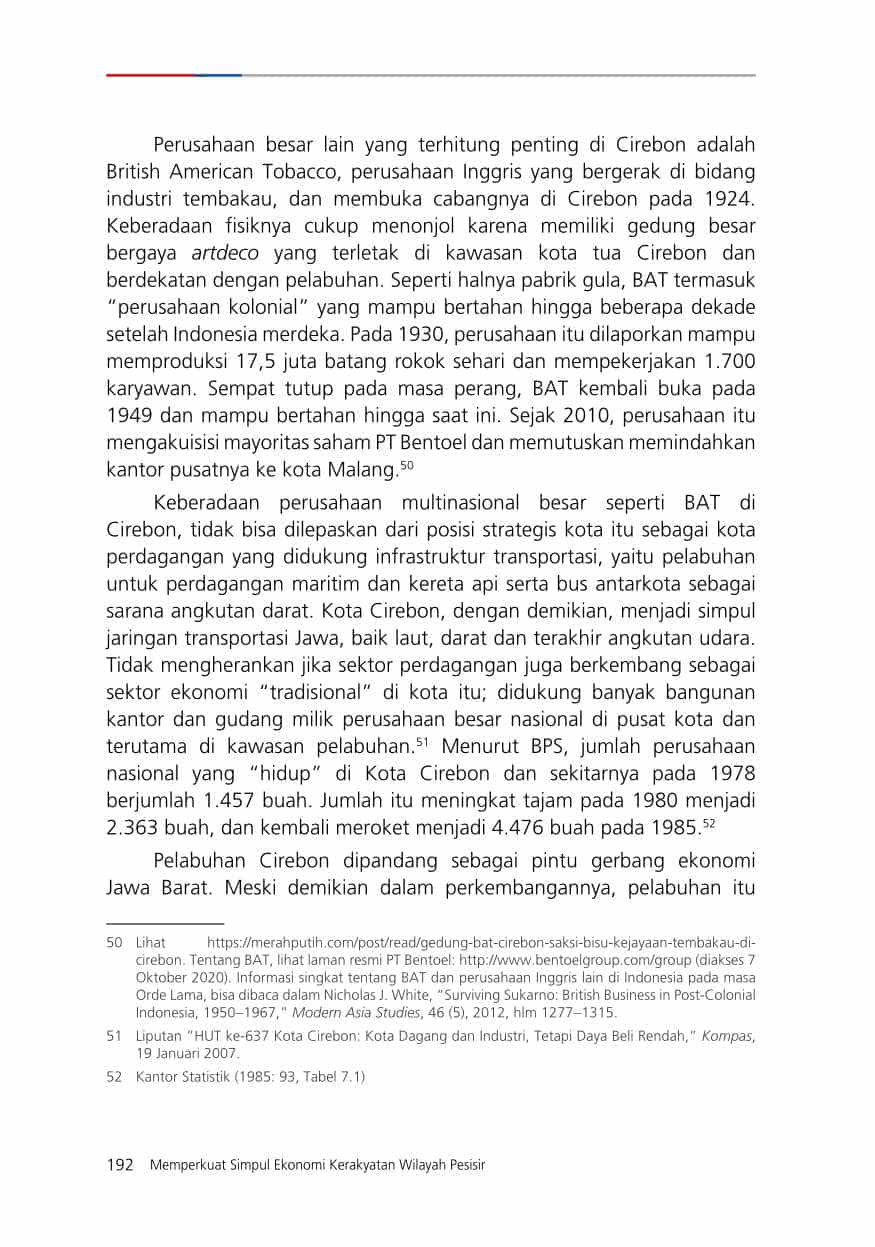 Perusahaan besar lain yang terhitung penting di Cirebon adalah
British American Tobacco, perusahaan Inggris yang bergerak di bidang
industri tembakau, dan membuka cabangnya di Cirebon pada 1924.
Keberadaan fisiknya cukup menonjol karena memiliki gedung besar
bergaya artdeco yang terletak di kawasan kota tua Cirebon dan
berdekatan dengan pelabuhan. Seperti halnya pabrik gula, BAT termasuk
“perusahaan kolonial” yang mampu bertahan hingga beberapa dekade
setelah Indonesia merdeka. Pada 1930, perusahaan itu dilaporkan mampu
memproduksi 17,5 juta batang rokok sehari dan mempekerjakan 1.700
karyawan. Sempat tutup pada masa perang, BAT kembali buka pada
1949 dan mampu bertahan hingga saat ini. Sejak 2010, perusahaan itu
mengakuisisi mayoritas saham PT Bentoel dan memutuskan memindahkan
kantor pusatnya ke kota Malang.50
Keberadaan perusahaan multinasional besar seperti BAT di
Cirebon, tidak bisa dilepaskan dari posisi strategis kota itu sebagai kota
perdagangan yang didukung infrastruktur transportasi, yaitu pelabuhan
untuk perdagangan maritim dan kereta api serta bus antarkota sebagai
sarana angkutan darat. Kota Cirebon, dengan demikian, menjadi simpul
jaringan transportasi Jawa, baik laut, darat dan terakhir angkutan udara.
Tidak mengherankan jika sektor perdagangan juga berkembang sebagai
sektor ekonomi “tradisional” di kota itu; didukung banyak bangunan
kantor dan gudang milik perusahaan besar nasional di pusat kota dan
terutama di kawasan pelabuhan.51 Menurut BPS, jumlah perusahaan
nasional yang “hidup” di Kota Cirebon dan sekitarnya pada 1978
berjumlah 1.457 buah. Jumlah itu meningkat tajam pada 1980 menjadi
2.363 buah, dan kembali meroket menjadi 4.476 buah pada 1985.52
Pelabuhan Cirebon dipandang sebagai pintu gerbang ekonomi
Jawa Barat. Meski demikian dalam perkembangannya, pelabuhan itu
50 Lihat https://merahputih.com/post/read/gedung-bat-cirebon-saksi-bisu-kejayaan-tembakau-di-
cirebon. Tentang BAT, lihat laman resmi PT Bentoel: http://www.bentoelgroup.com/group (diakses 7
Oktober 2020). Informasi singkat tentang BAT dan perusahaan Inggris lain di Indonesia pada masa
Orde Lama, bisa dibaca dalam Nicholas J. White, “Surviving Sukarno: British Business in Post-Colonial
Indonesia, 1950–1967,” Modern Asia Studies, 46 (5), 2012, hlm 1277–1315.
51 Liputan “HUT ke-637 Kota Cirebon: Kota Dagang dan Industri, Tetapi Daya Beli Rendah,” Kompas,
19 Januari 2007.
52 Kantor Statistik (1985: 93, Tabel 7.1)
192 Memperkuat Simpul Ekonomi Kerakyatan Wilayah Pesisir